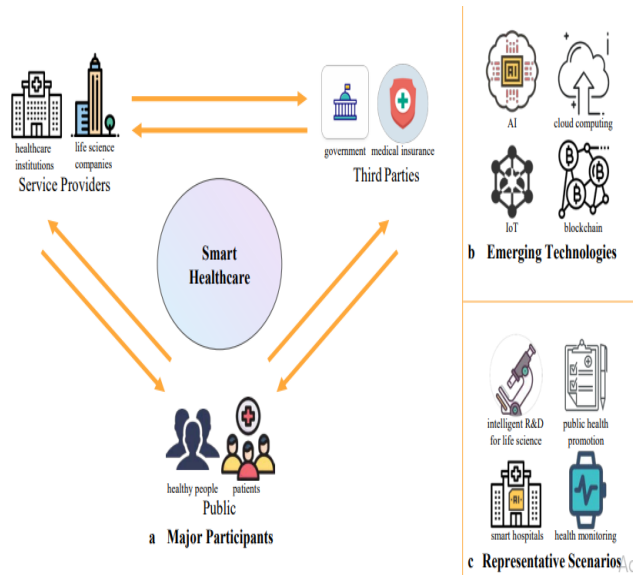 healthcare
institutions
life science
companies
Service Providers
government
medical insurance
Third Parties
Smart
Healthcare
healthy people
patients
Public
a Major Participants
AI
AI
cloud computing
IoT
blockchain
b Emerging Technologies
intelligent R&D
for life science
public health
promotion
AI
smart hospitals
health monitoring
c Representative Scenarios